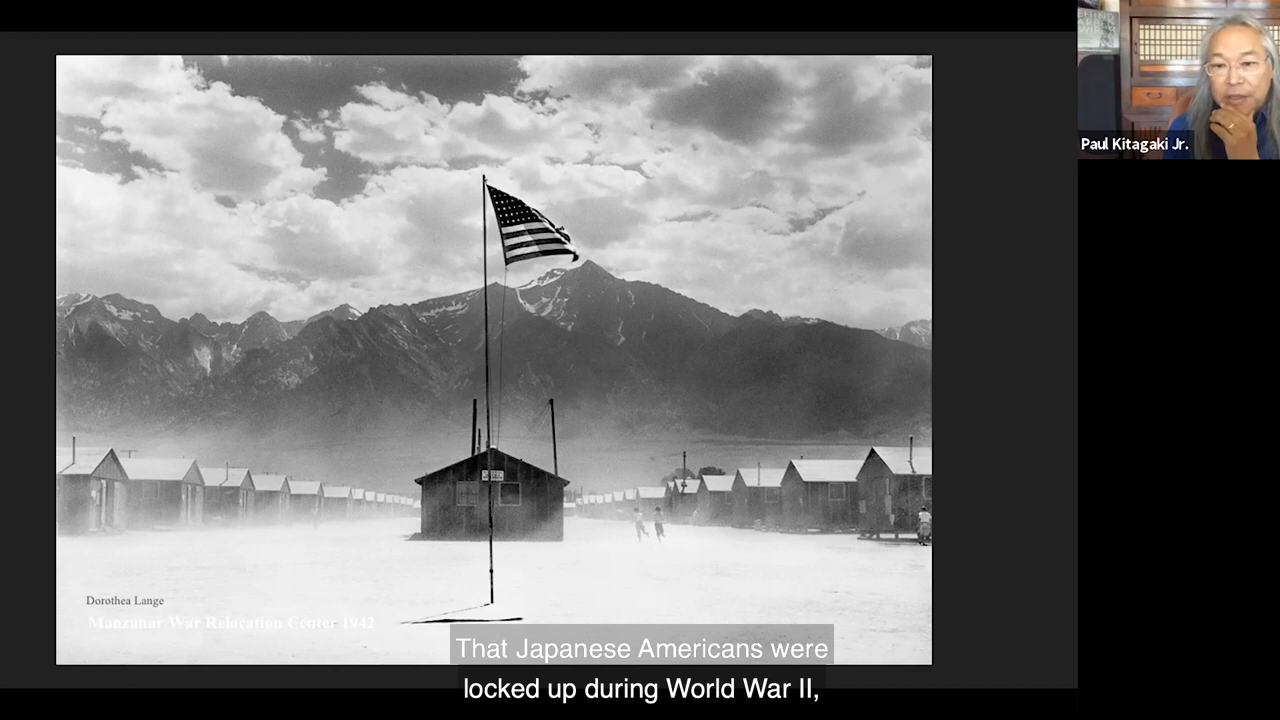 Paul Kitagaki Jr.
Dorothea Lange
Manzanar War Relocation Center 1942
That Japanese Americans were
locked up during World War II,